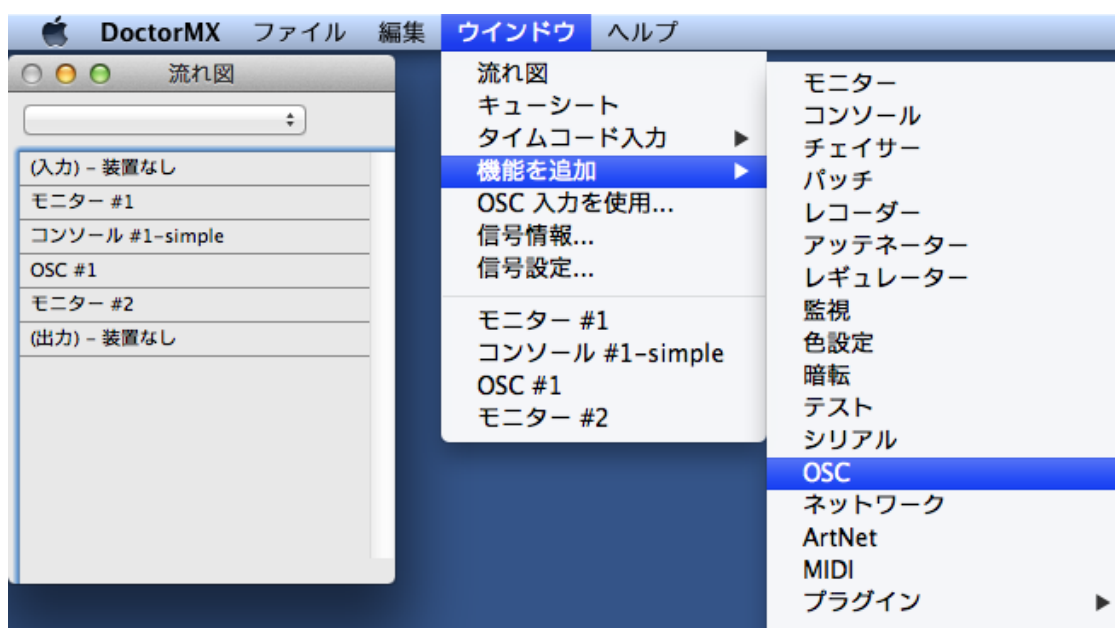 DoctorMX ファイル 編集 ウインドウ ヘルプ
流れ図
(入力) – 装置なし
モニター #1
コンソール #1-simple
OSC #1
モニター #2
(出力) – 装置なし
流れ図
キューシート
タイムコード入力
機能を追加
OSC 入力を使用...
信号情報...
信号設定...
モニター #1
コンソール #1-simple
OSC #1
モニター #2
モニター
コンソール
チェイサー
パッチ
レコーダー
アッテネーター
レギュレーター
監視
色設定
暗転
テスト
シリアル
OSC
ネットワーク
ArtNet
MIDI
プラグイン